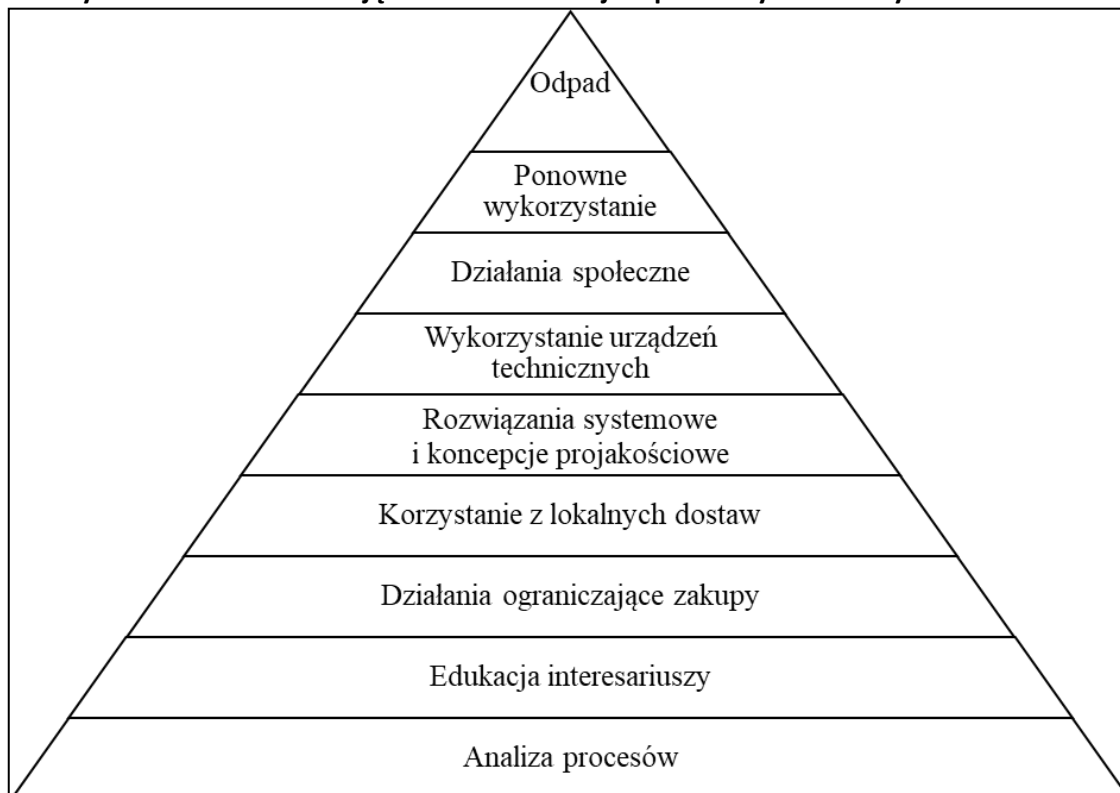 Odpad
Ponowne
wykorzystanie
Działania społeczne
Wykorzystanie urządzeń
technicznych
Rozwiązania systemowe
i koncepcje projakościowe
Korzystanie z lokalnych dostaw
Działania ograniczające zakupy
Edukacja interesariuszy
Analiza procesów